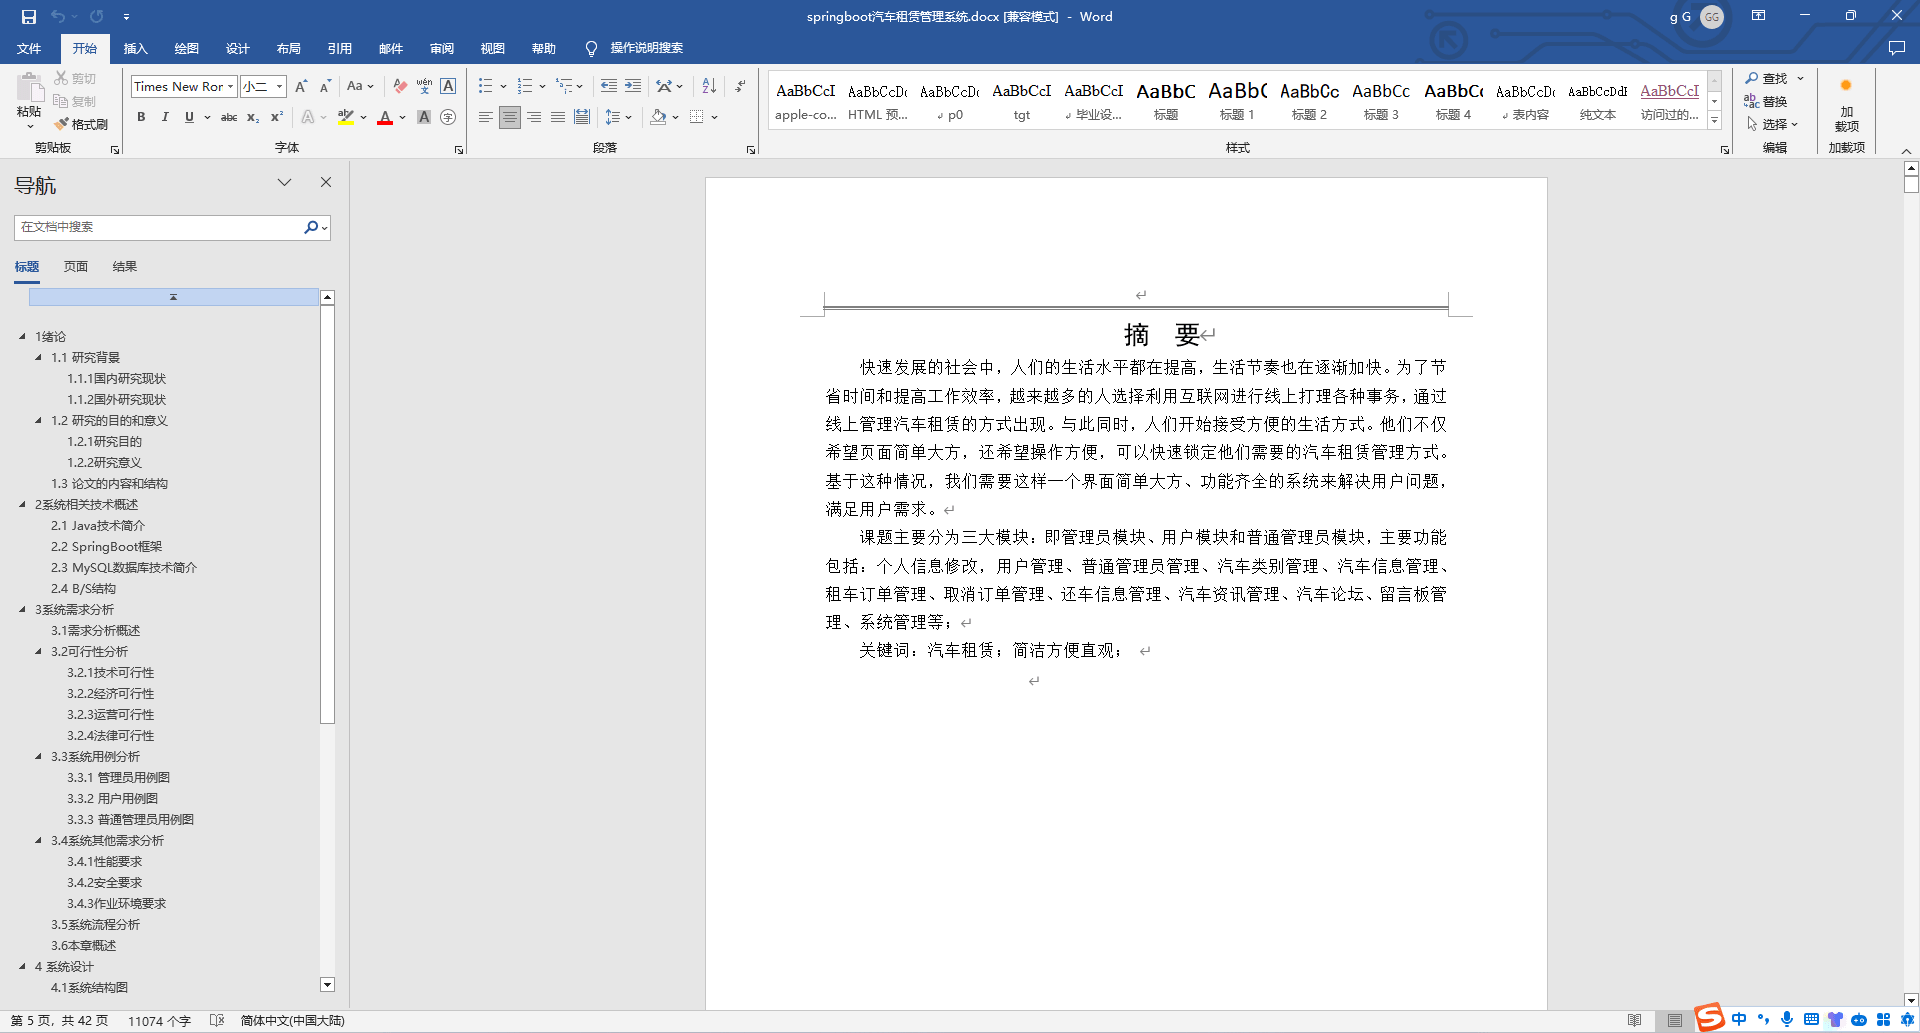 springboot汽车租赁管理系统.docx [兼容模式] - Word
g G
GG
文件 开始 插入 绘图 设计 布局 引用 邮件 审阅 视图 帮助 操作说明搜索
粘贴
剪切
复制
格式刷
剪贴板
Times New Ror 小二
字体
段落
AaBbCcI AaBbCcDc AaBbCcDc AaBbCcI AaBbCcI AaBbC AaBbC AaBbCc AaBbCc AaBbCc AaBbCcDc AaBbCcDdI AaBbCcI
apple-co... HTML 预... p0 tgt 毕业设... 标题 标题 1 标题 2 标题 3 标题 4 表内容 纯文本 访问过的...
样式
查找
替换
选择
编辑
加
载项
加载项
导航
在文档中搜索
标题 页面 结果
1绪论
1.1 研究背景
1.1.1国内研究现状
1.1.2国外研究现状
1.2 研究的目的和意义
1.2.1研究目的
1.2.2研究意义
1.3 论文的内容和结构
2系统相关技术概述
2.1 Java技术简介
2.2 SpringBoot框架
2.3 MySQL数据库技术简介
2.4 B/S结构
3系统需求分析
3.1需求分析概述
3.2可行性分析
3.2.1技术可行性
3.2.2经济可行性
3.2.3运营可行性
3.2.4法律可行性
3.3系统用例分析
3.3.1 管理员用例图
3.3.2 用户用例图
3.3.3 普通管理员用例图
3.4系统其他需求分析
3.4.1性能要求
3.4.2安全要求
3.4.3作业环境要求
3.5系统流程分析
3.6本章概述
4 系统设计
4.1系统结构图
摘 要
快速发展的社会中，人们的生活水平都在提高，生活节奏也在逐渐加快。为了节
省时间和提高工作效率，越来越多的人选择利用互联网进行线上打理各种事务，通过
线上管理汽车租赁的方式出现。与此同时，人们开始接受方便的生活方式。他们不仅
希望页面简单大方，还希望操作方便，可以快速锁定他们需要的汽车租赁管理方式。
基于这种情况，我们需要这样一个界面简单大方、功能齐全的系统来解决用户问题，
满足用户需求。
课题主要分为三大模块：即管理员模块、用户模块和普通管理员模块，主要功能
包括：个人信息修改，用户管理、普通管理员管理、汽车类别管理、汽车信息管理、
租车订单管理、取消订单管理、还车信息管理、汽车资讯管理、汽车论坛、留言板管
理、系统管理等；
关键词：汽车租赁；简洁方便直观；
第 5 页，共 42 页 11074 个字 简体中文(中国大陆)
中